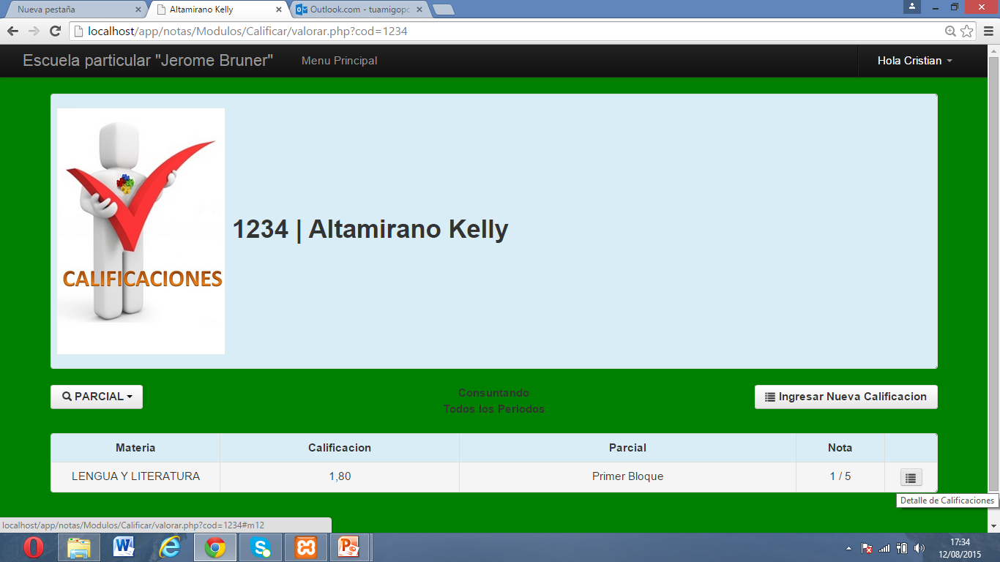 Nueva pestaña
Altamirano Kelly
Outlook.com - tuamigopc
localhost/app/notas/Modulos/Calificar/valorar.php?cod=1234
Escuela particular "Jerome Bruner"
Menu Principal
Hola Cristian
CALIFICACIONES
1234 | Altamirano Kelly
PARCIAL
Consuntando
Todos los Periodos
Ingresar Nueva Calificacion
Materia Calificacion Parcial Nota
LENGUA Y LITERATURA 1,80 Primer Bloque 1 / 5
Detalle de Calificaciones
localhost/app/notas/Modulos/Calificar/valorar.php?cod=1234#m12
17:34
12/08/2015